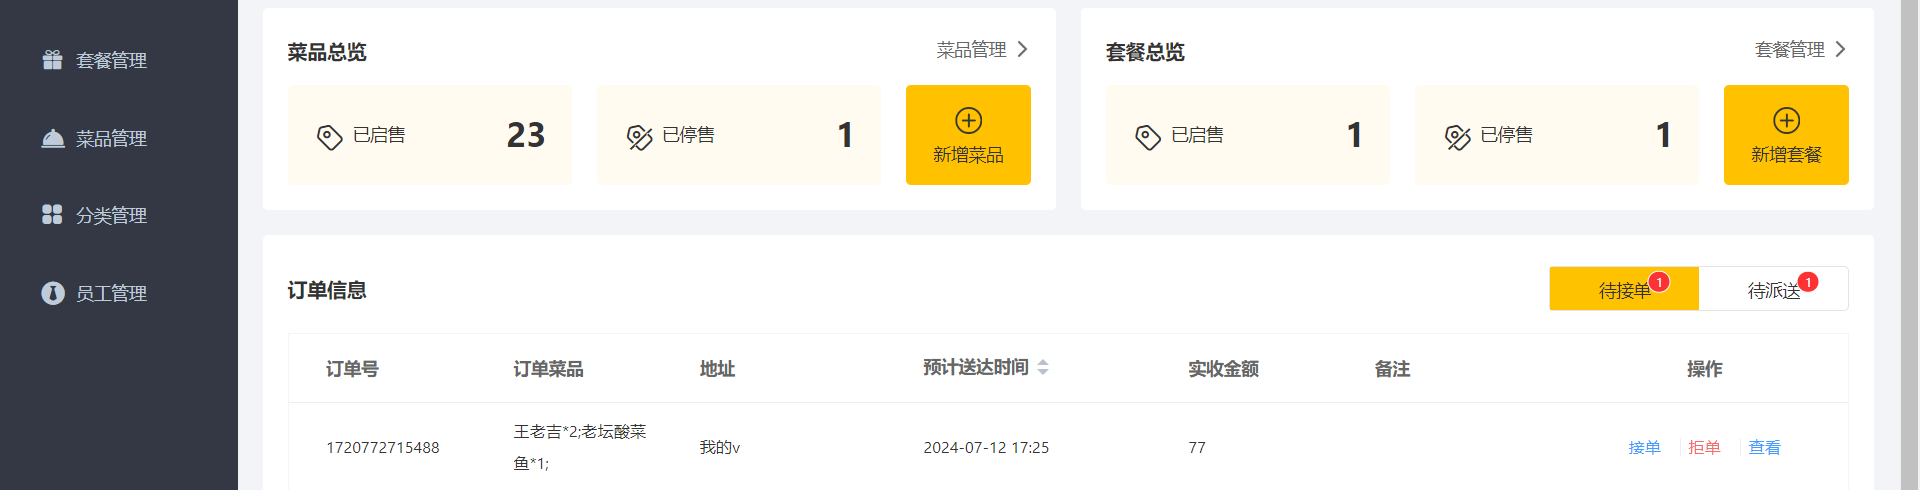 套餐管理
菜品管理
分类管理
员工管理
菜品总览
菜品管理
已启售
23
已停售
1
新增菜品
套餐总览
套餐管理
已启售
1
已停售
1
新增套餐
订单信息
待接单
1
待派送
1
订单号
订单菜品
地址
预计送达时间
实收金额
备注
操作
1720772715488
王老吉*2;老坛酸菜
鱼*1;
我的v
2024-07-12 17:25
77
接单
拒单
查看